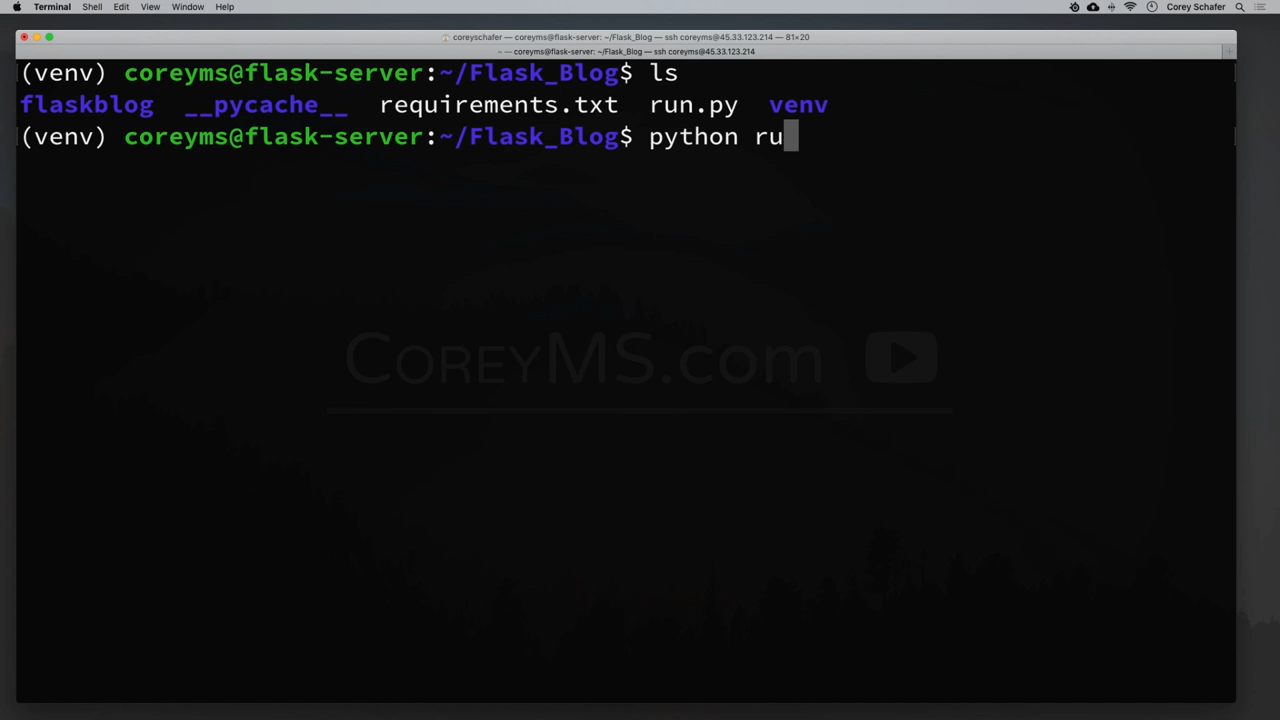 Terminal Shell Edit View Window Help Corey Schafer
coreyschafer — coreyms@flask-server: ~/Flask_Blog — ssh coreyms@45.33.123.214 — 81×20
~ — coreyms@flask-server: ~/Flask_Blog — ssh coreyms@45.33.123.214
(venv) coreyms@flask-server:~/Flask_Blog$ ls
flaskblog __pycache__ requirements.txt run.py venv
(venv) coreyms@flask-server:~/Flask_Blog$ python ru
CoreyMS.com